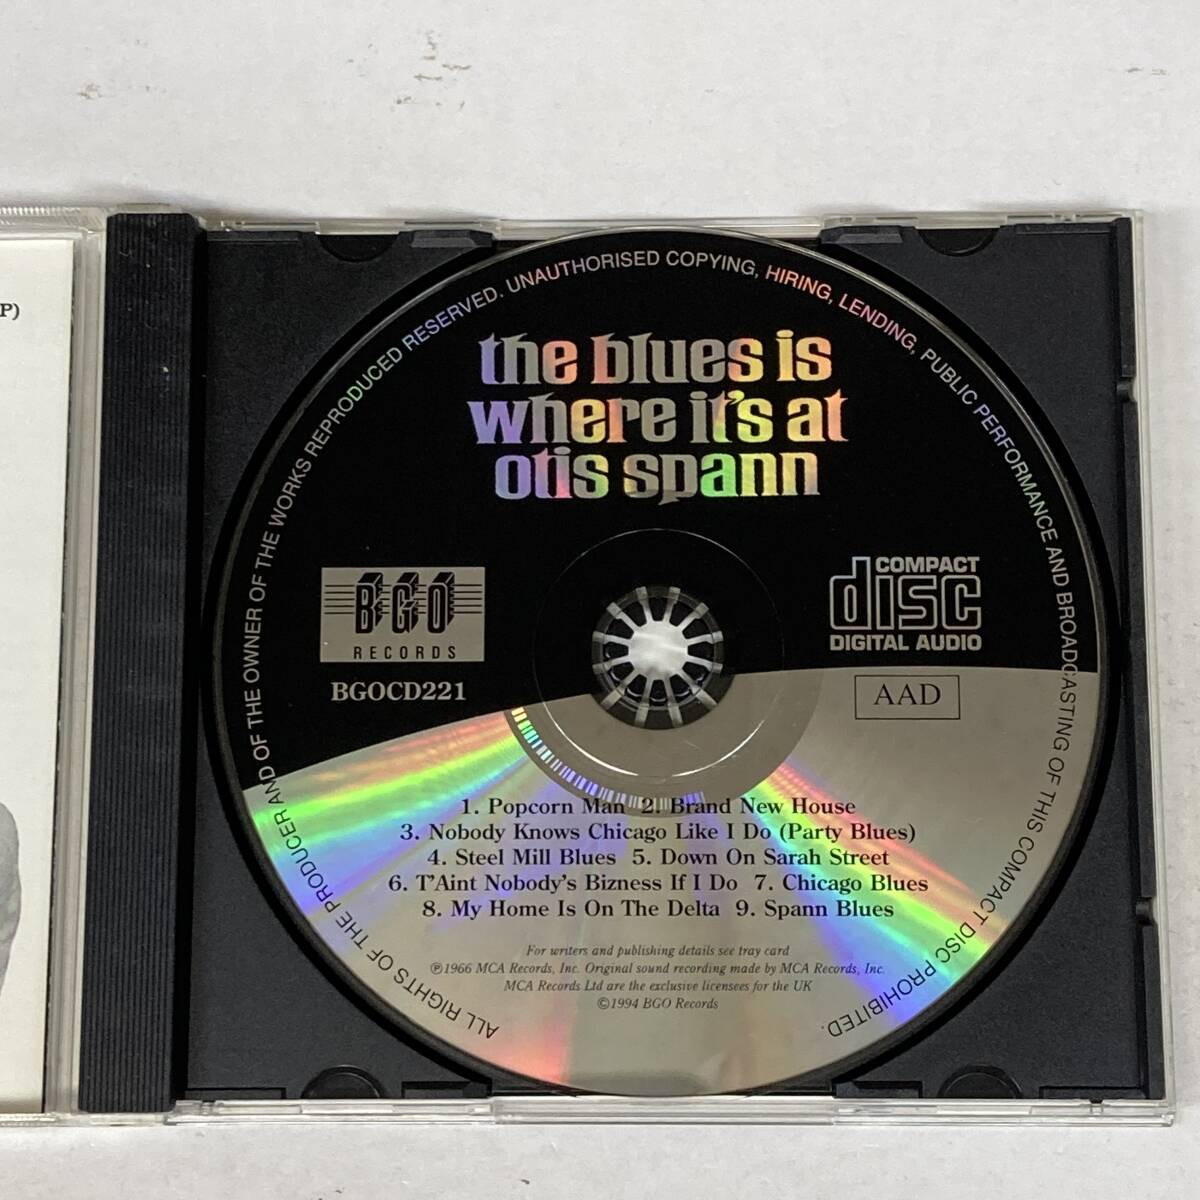 P)
ALL RIGHTS OF THE PRODUCER AND OF THE OWNER OF THE WORKS REPRODUCED RESERVED. UNAUTHORISED COPYING, HIRING, LENDING, PUBLIC PERFORMANCE AND BROADCASTING OF THIS COMPACT DISC PROHIBITED.
the blues is
where it's at
otis spann
BGO
RECORDS
BGOCD221
COMPACT
disc
DIGITAL AUDIO
AAD
1. Popcorn Man 2. Brand New House
3. Nobody Knows Chicago Like I Do (Party Blues)
4. Steel Mill Blues 5. Down On Sarah Street
6. T'Aint Nobody's Bizness If I Do 7. Chicago Blues
8. My Home Is On The Delta 9. Spann Blues
For writers and publishing details see tray card
℗1966 MCA Records, Inc. Original sound recording made by MCA Records, Inc.
MCA Records Ltd are the exclusive licensees for the UK
©1994 BGO Records